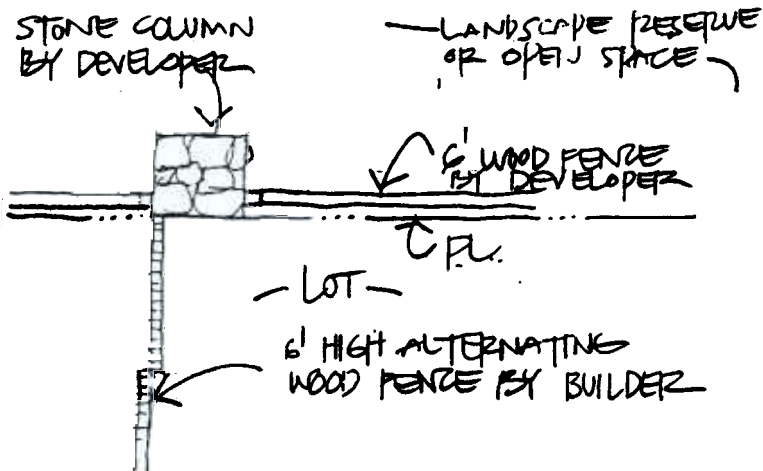 STONE COLUMN
BY DEVELOPER
LANDSCAPE RESERVE
OR OPEN SPACE
6' WOOD FENCE
BY DEVELOPER
P.L.
LOT
6' HIGH ALTERNATING
WOOD FENCE BY BUILDER